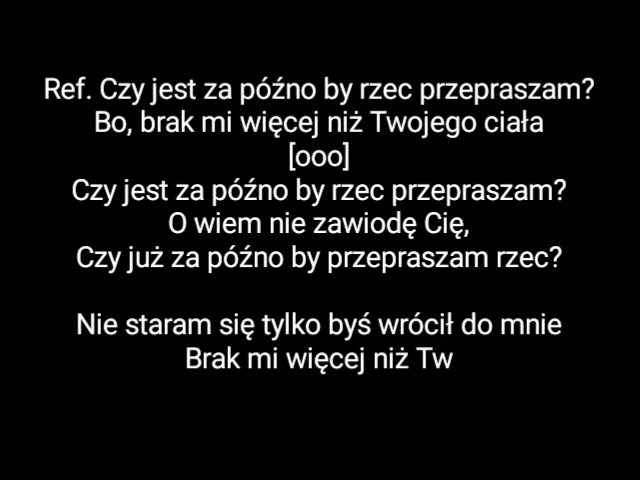 Ref. Czy jest za późno by rzec przepraszam?
Bo, brak mi więcej niż Twojego ciała
[ooo]
Czy jest za późno by rzec przepraszam?
O wiem nie zawiodę Cię,
Czy już za późno by przepraszam rzec?
Nie staram się tylko byś wrócił do mnie
Brak mi więcej niż Tw